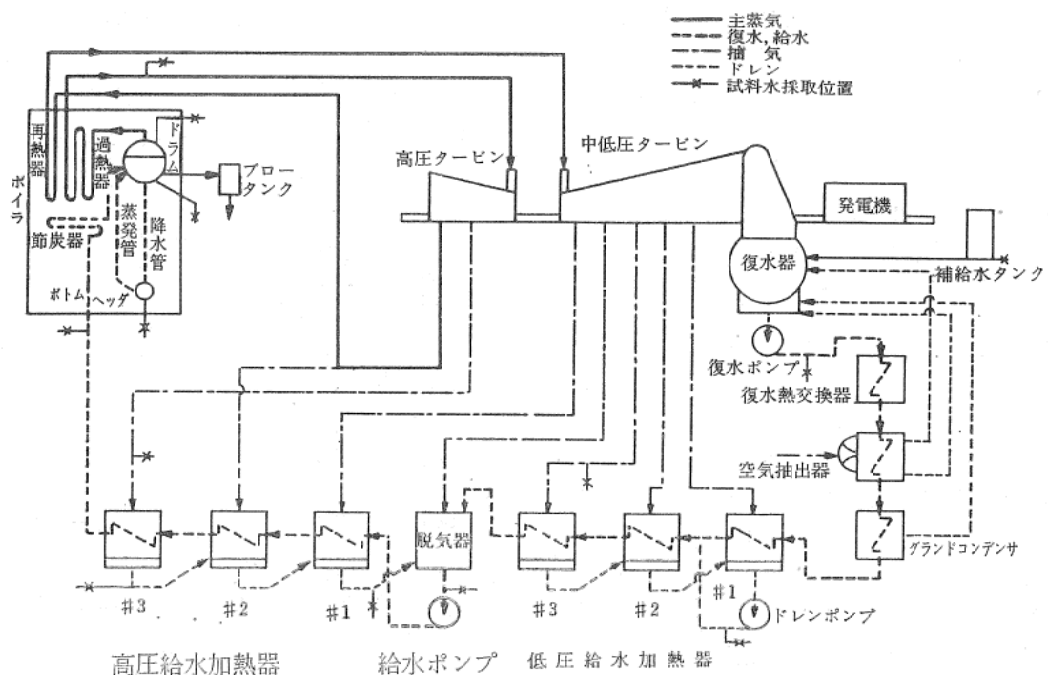 主蒸気
復水,給水
抽 気
ドレン
試料水採取位置
再熱器
過熱器
ドラム
ボイラ
ブロー
タンク
節炭器
蒸発管
降水管
ボトム
ヘッダ
高圧タービン
中低圧タービン
発電機
復水器
補給水タンク
復水ポンプ
復水熱交換器
空気抽出器
グランドコンデンサ
脱気器
#3
#2
#1
#3
#2
#1
ドレンポンプ
高圧給水加熱器
給水ポンプ
低圧給水加熱器